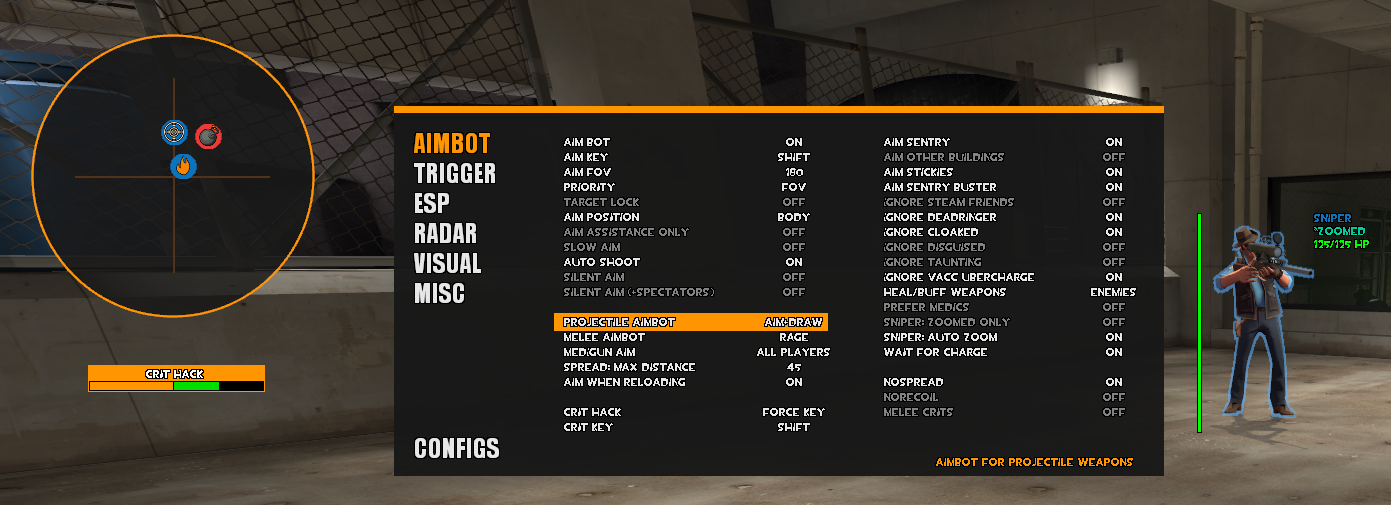 AIMBOT
TRIGGER
ESP
RADAR
VISUAL
MISC
CONFIGS
AIM BOT ON
AIM KEY SHIFT
AIM FOV 180
PRIORITY FOV
TARGET LOCK OFF
AIM POSITION BODY
AIM ASSISTANCE ONLY OFF
SLOW AIM OFF
AUTO SHOOT ON
SILENT AIM OFF
SILENT AIM (+SPECTATORS) OFF
PROJECTILE AIMBOT AIM+DRAW
MELEE AIMBOT RAGE
MEDIGUN AIM ALL PLAYERS
SPREAD: MAX DISTANCE 45
AIM WHEN RELOADING ON
CRIT HACK FORCE KEY
CRIT KEY SHIFT
AIM SENTRY ON
AIM OTHER BUILDINGS OFF
AIM STICKIES ON
AIM SENTRY BUSTER ON
IGNORE STEAM FRIENDS OFF
IGNORE DEADRINGER ON
IGNORE CLOAKED ON
IGNORE DISGUISED OFF
IGNORE TAUNTING OFF
IGNORE VACC UBERCHARGE ON
HEAL/BUFF WEAPONS ENEMIES
PREFER MEDICS OFF
SNIPER: ZOOMED ONLY OFF
SNIPER: AUTO ZOOM ON
WAIT FOR CHARGE ON
NOSPREAD ON
NORECOIL OFF
MELEE CRITS OFF
AIMBOT FOR PROJECTILE WEAPONS
CRIT HACK
SNIPER
*ZOOMED
125/125 HP